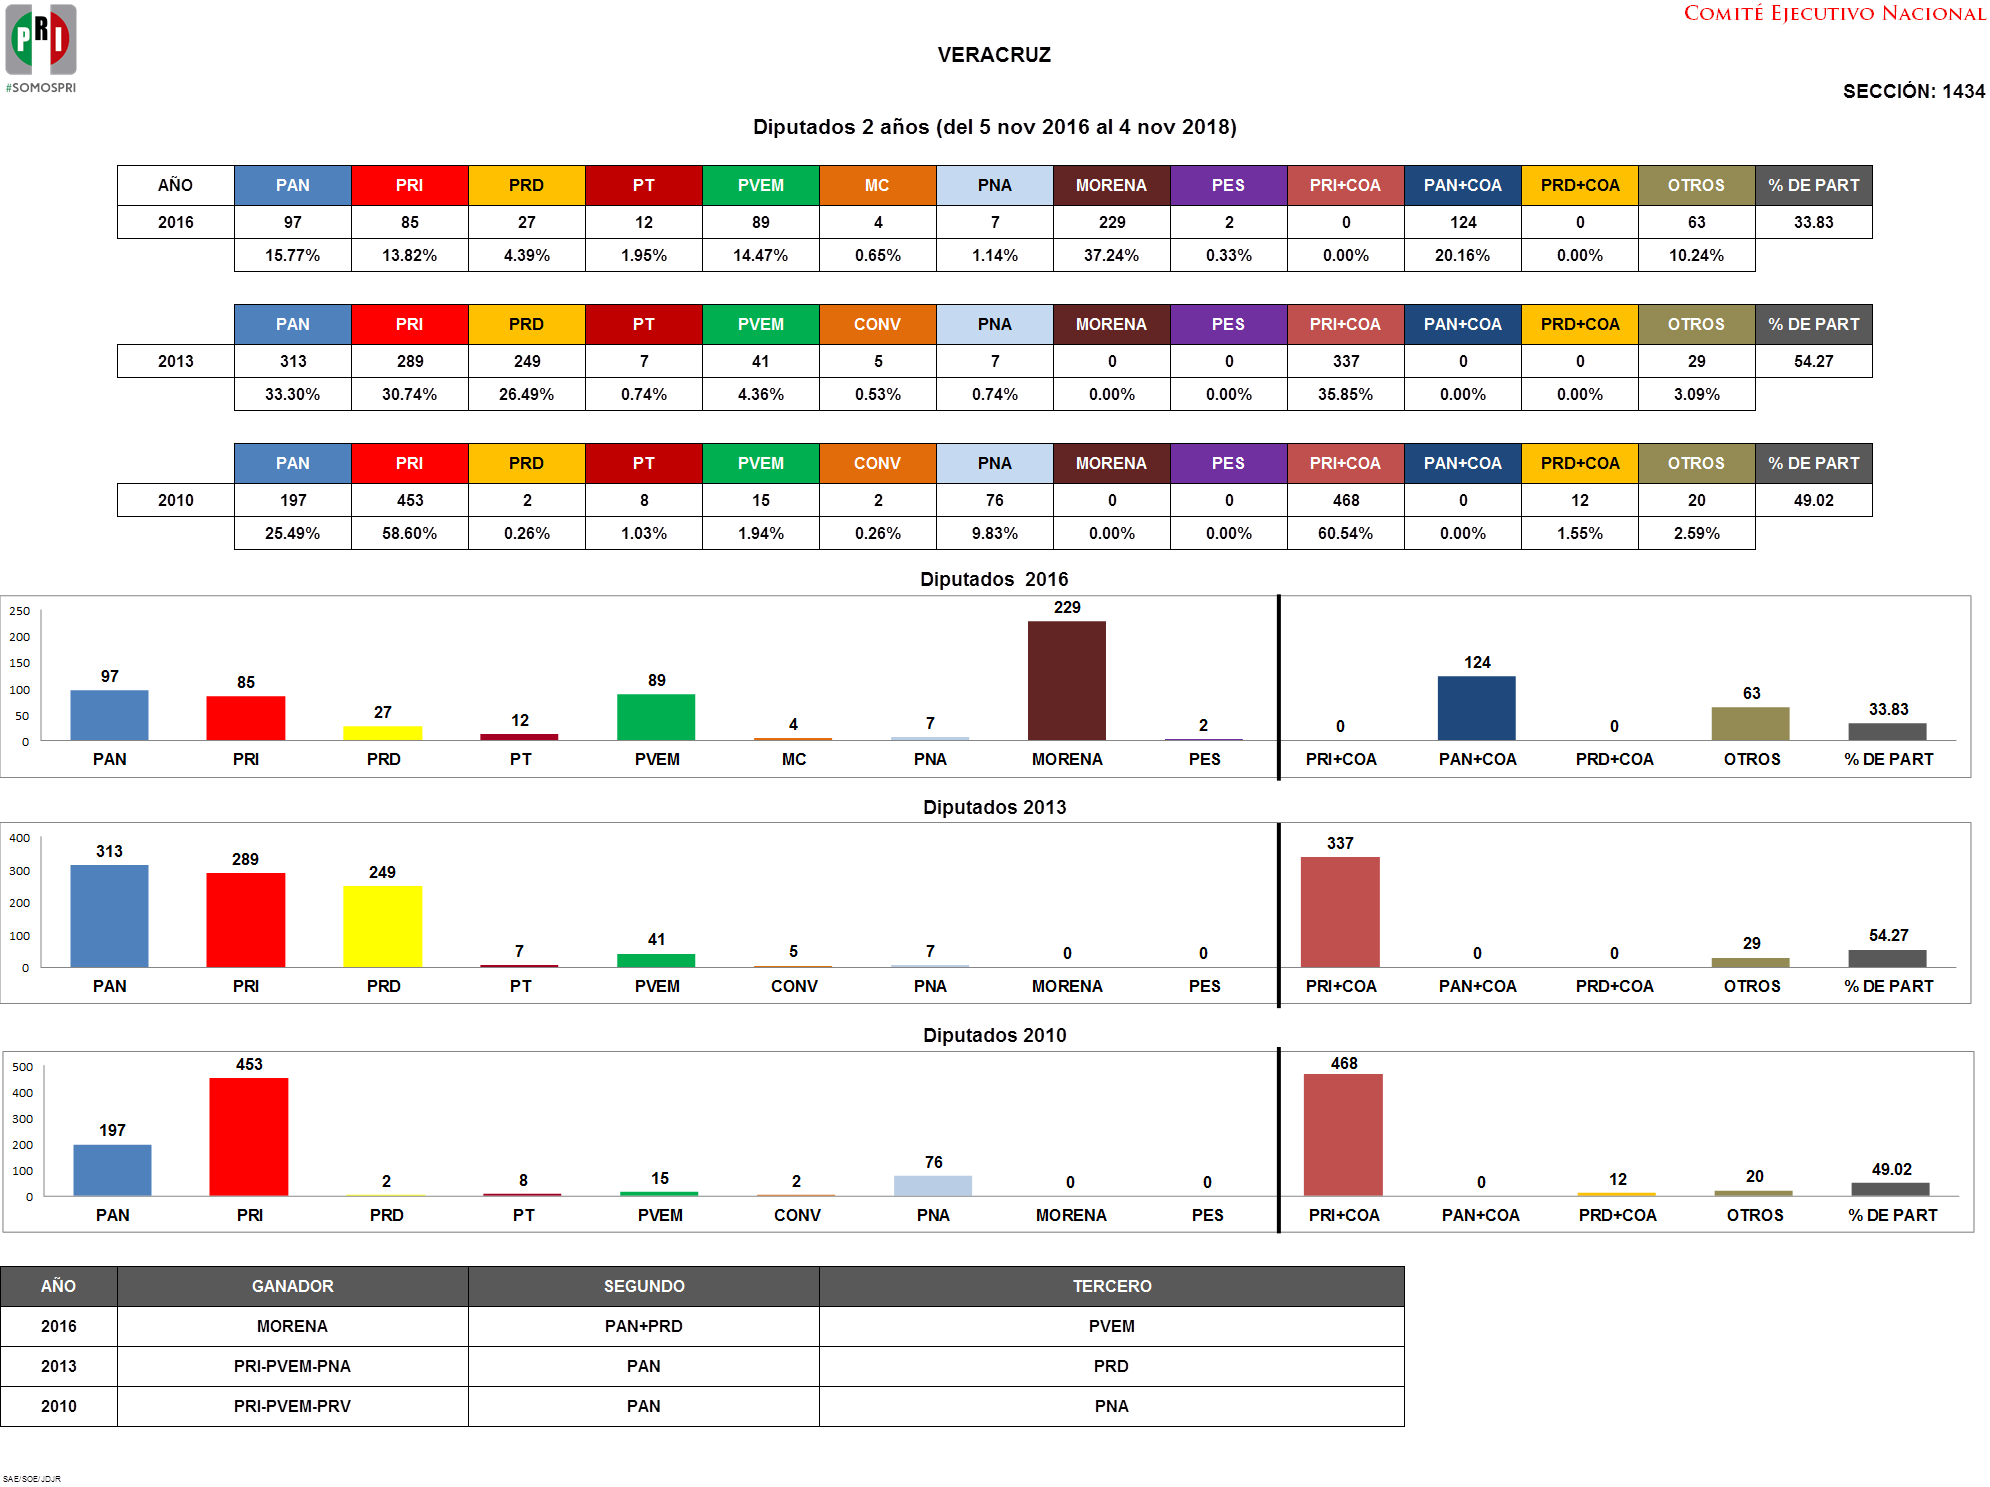 PRI
#SOMOSPRI
COMITÉ EJECUTIVO NACIONAL
VERACRUZ
SECCIÓN: 1434
Diputados 2 años (del 5 nov 2016 al 4 nov 2018)
AÑO PAN PRI PRD PT PVEM MC PNA MORENA PES PRI+COA PAN+COA PRD+COA OTROS % DE PART
2016 97 85 27 12 89 4 7 229 2 0 124 0 63 33.83
15.77% 13.82% 4.39% 1.95% 14.47% 0.65% 1.14% 37.24% 0.33% 0.00% 20.16% 0.00% 10.24%
PAN PRI PRD PT PVEM CONV PNA MORENA PES PRI+COA PAN+COA PRD+COA OTROS % DE PART
2013 313 289 249 7 41 5 7 0 0 337 0 0 29 54.27
33.30% 30.74% 26.49% 0.74% 4.36% 0.53% 0.74% 0.00% 0.00% 35.85% 0.00% 0.00% 3.09%
PAN PRI PRD PT PVEM CONV PNA MORENA PES PRI+COA PAN+COA PRD+COA OTROS % DE PART
2010 197 453 2 8 15 2 76 0 0 468 0 12 20 49.02
25.49% 58.60% 0.26% 1.03% 1.94% 0.26% 9.83% 0.00% 0.00% 60.54% 0.00% 1.55% 2.59%
Diputados 2016
250
200
150
100
50
0
97 85 27 12 89 4 7 229 2 0 124 0 63 33.83
PAN PRI PRD PT PVEM MC PNA MORENA PES PRI+COA PAN+COA PRD+COA OTROS % DE PART
Diputados 2013
400
300
200
100
0
313 289 249 7 41 5 7 0 0 337 0 0 29 54.27
PAN PRI PRD PT PVEM CONV PNA MORENA PES PRI+COA PAN+COA PRD+COA OTROS % DE PART
Diputados 2010
500
400
300
200
100
0
197 453 2 8 15 2 76 0 0 468 0 12 20 49.02
PAN PRI PRD PT PVEM CONV PNA MORENA PES PRI+COA PAN+COA PRD+COA OTROS % DE PART
AÑO GANADOR SEGUNDO TERCERO
2016 MORENA PAN+PRD PVEM
2013 PRI-PVEM-PNA PAN PRD
2010 PRI-PVEM-PRV PAN PNA
SAE/SOE/JDJR